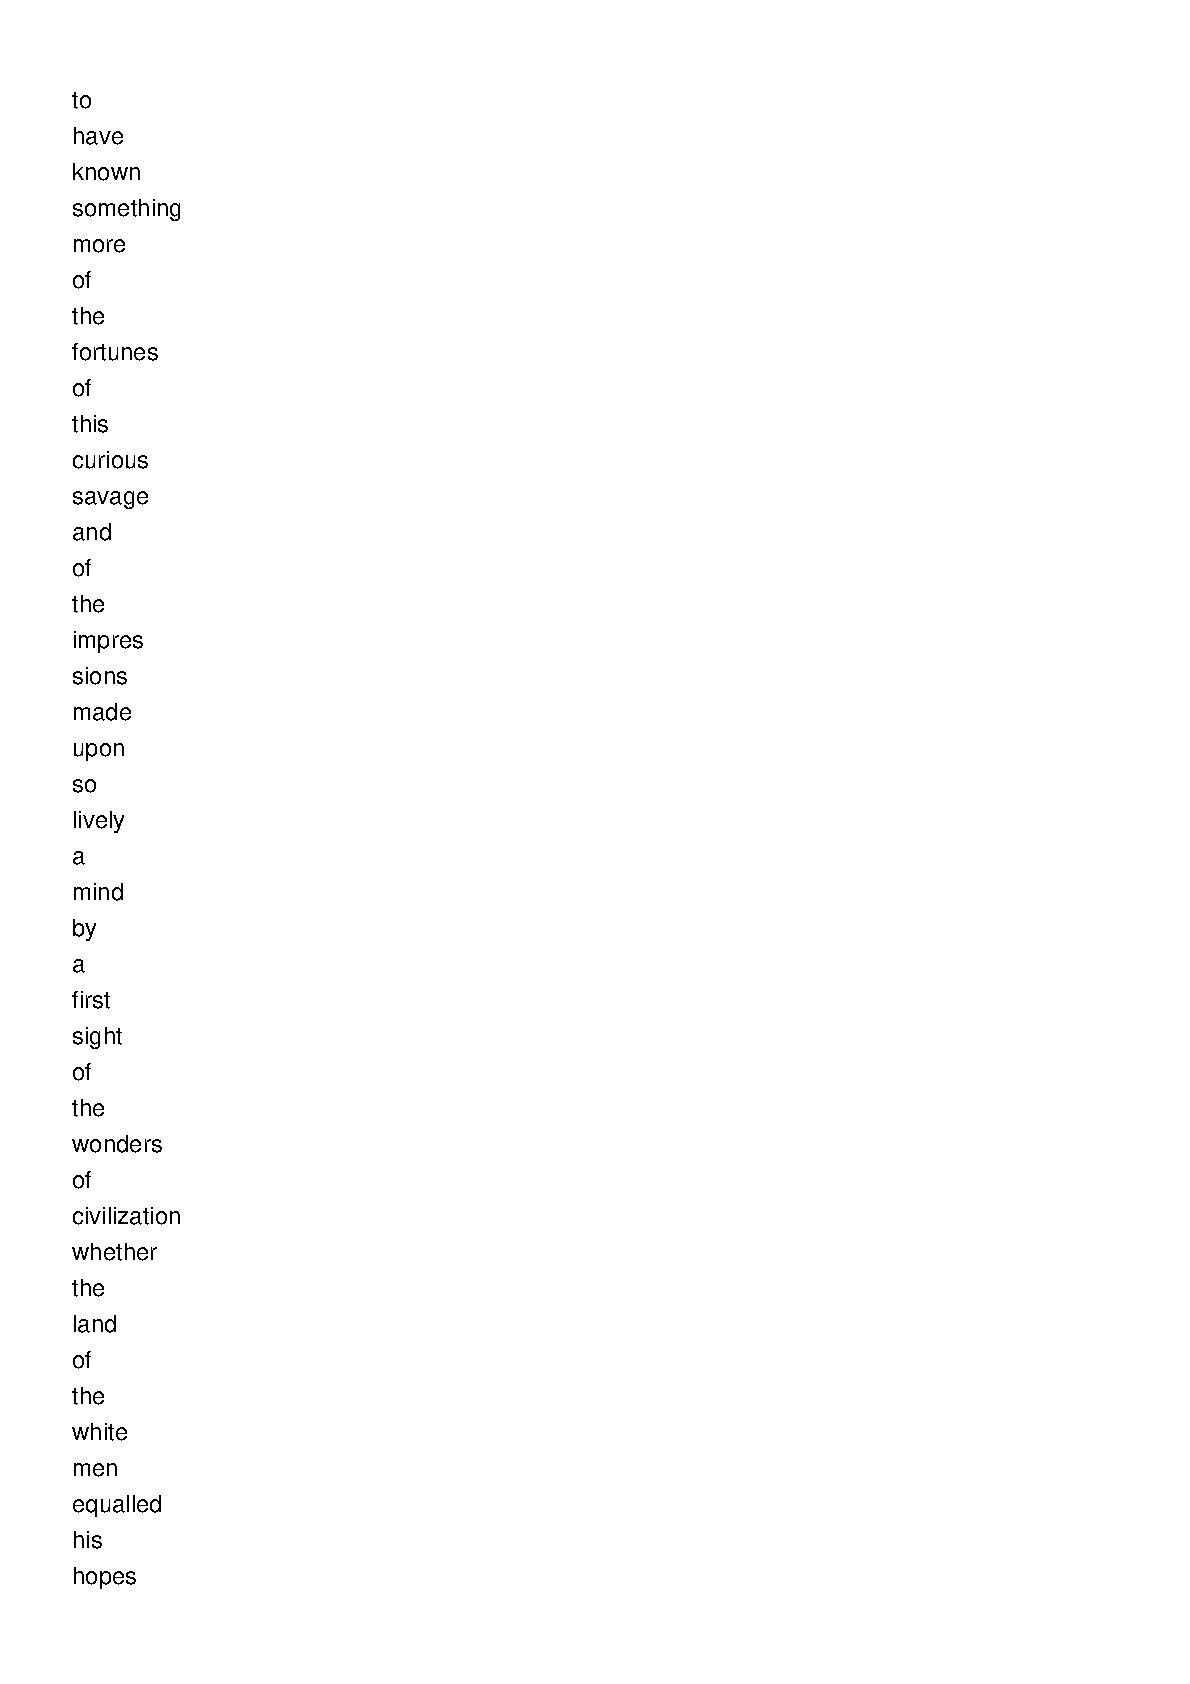 to
have
known
something
more
of
the
fortunes
of
this
curious
savage
and
of
the
impres
sions
made
upon
so
lively
a
mind
by
a
first
sight
of
the
wonders
of
civilization
whether
the
land
of
the
white
men
equalled
his
hopes